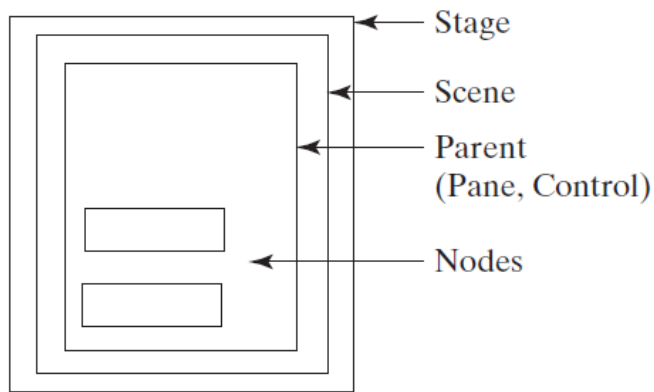 Stage
Scene
Parent
(Pane, Control)
Nodes